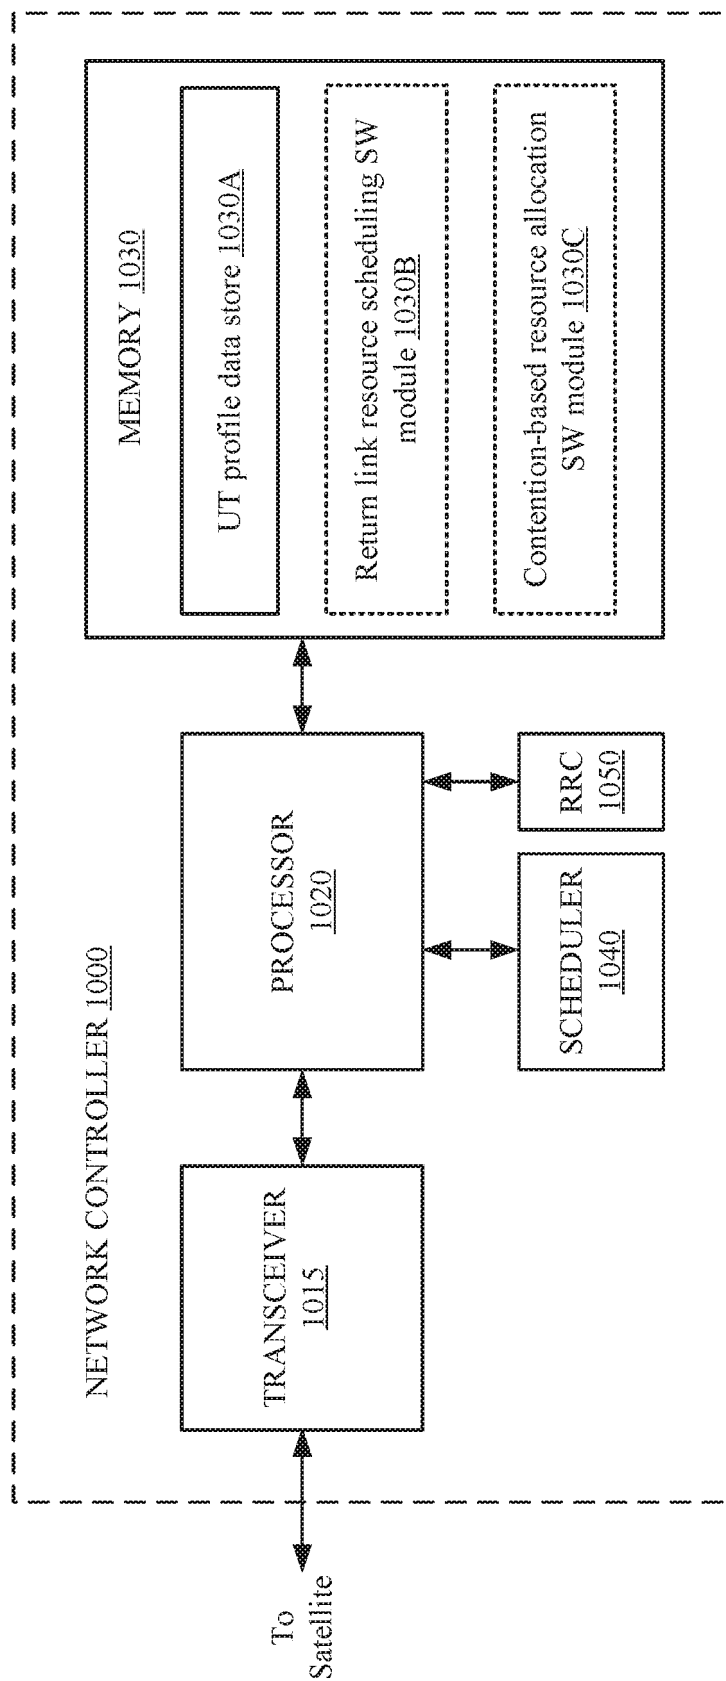 NETWORK CONTROLLER 1000
To
Satellite
TRANSCEIVER
1015
PROCESSOR
1020
SCHEDULER
1040
RRC
1050
MEMORY 1030
UT profile data store 1030A
Return link resource scheduling SW
module 1030B
Contention-based resource allocation
SW module 1030C